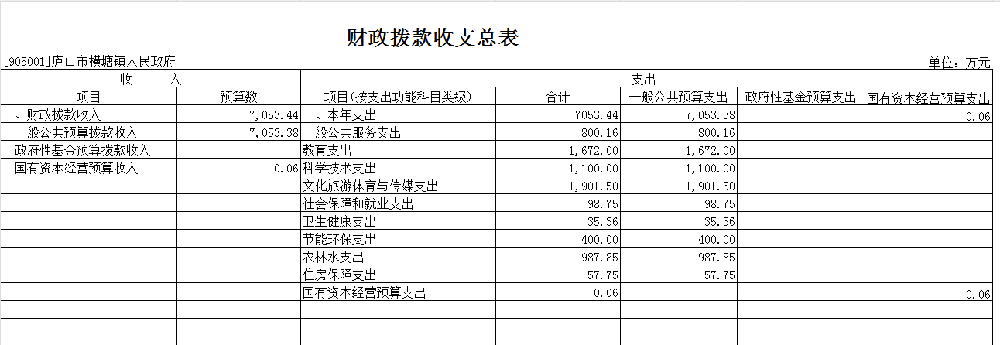 财政拨款收支总表
[905001]庐山市横塘镇人民政府 单位：万元
收 入 支出
项目 预算数 项目(按支出功能科目类级) 合计 一般公共预算支出 政府性基金预算支出 国有资本经营预算支出
一、财政拨款收入 7,053.44 一、本年支出 7053.44 7,053.38 0.06
一般公共预算拨款收入 7,053.38 一般公共服务支出 800.16 800.16
政府性基金预算拨款收入 教育支出 1,672.00 1,672.00
国有资本经营预算收入 0.06 科学技术支出 1,100.00 1,100.00
文化旅游体育与传媒支出 1,901.50 1,901.50
社会保障和就业支出 98.75 98.75
卫生健康支出 35.36 35.36
节能环保支出 400.00 400.00
农林水支出 987.85 987.85
住房保障支出 57.75 57.75
国有资本经营预算支出 0.06 0.06